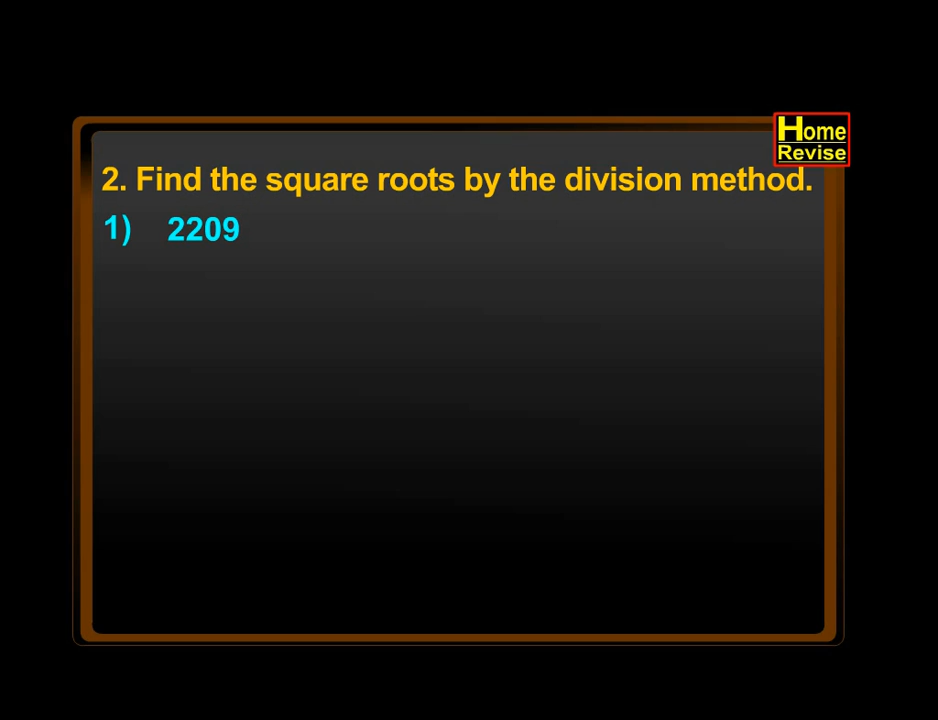 Home
Revise
2. Find the square roots by the division method.
1) 2209